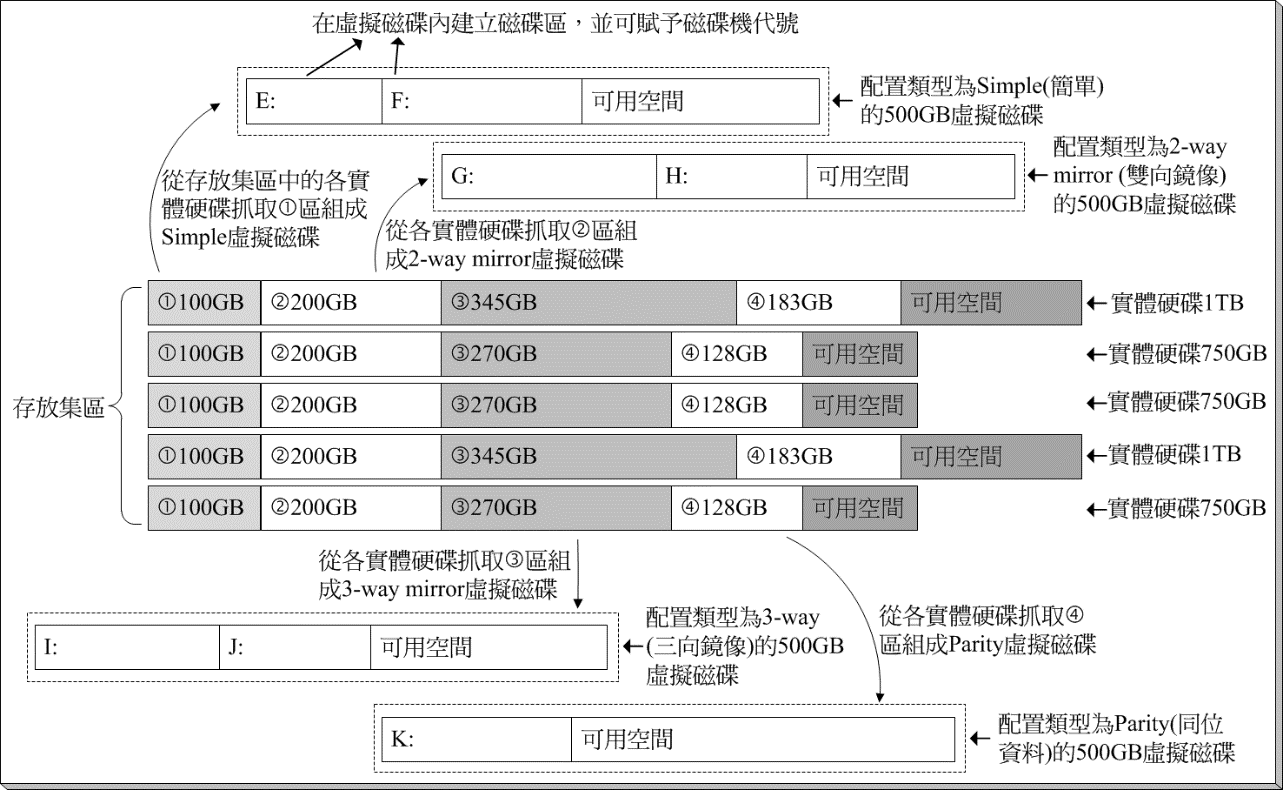 在虛擬磁碟內建立磁碟區，並可賦予磁碟機代號
E: F: 可用空間
配置類型為Simple(簡單)
的500GB虛擬磁碟
G: H: 可用空間
配置類型為2-way
mirror (雙向鏡像)
的500GB虛擬磁碟
從存放集區中的各實
體硬碟抓取①區組成
Simple虛擬磁碟
從各實體硬碟抓取②區組
成2-way mirror虛擬磁碟
①100GB ②200GB ③345GB ④183GB 可用空間 實體硬碟1TB
①100GB ②200GB ③270GB ④128GB 可用空間 實體硬碟750GB
①100GB ②200GB ③270GB ④128GB 可用空間 實體硬碟750GB
存放集區
①100GB ②200GB ③345GB ④183GB 可用空間 實體硬碟1TB
①100GB ②200GB ③270GB ④128GB 可用空間 實體硬碟750GB
從各實體硬碟抓取③區組
成3-way mirror虛擬磁碟
I: J: 可用空間
配置類型為3-way
(三向鏡像)的500GB
虛擬磁碟
從各實體硬碟抓取④
區組成Parity虛擬磁碟
K: 可用空間
配置類型為Parity(同位
資料)的500GB虛擬磁碟